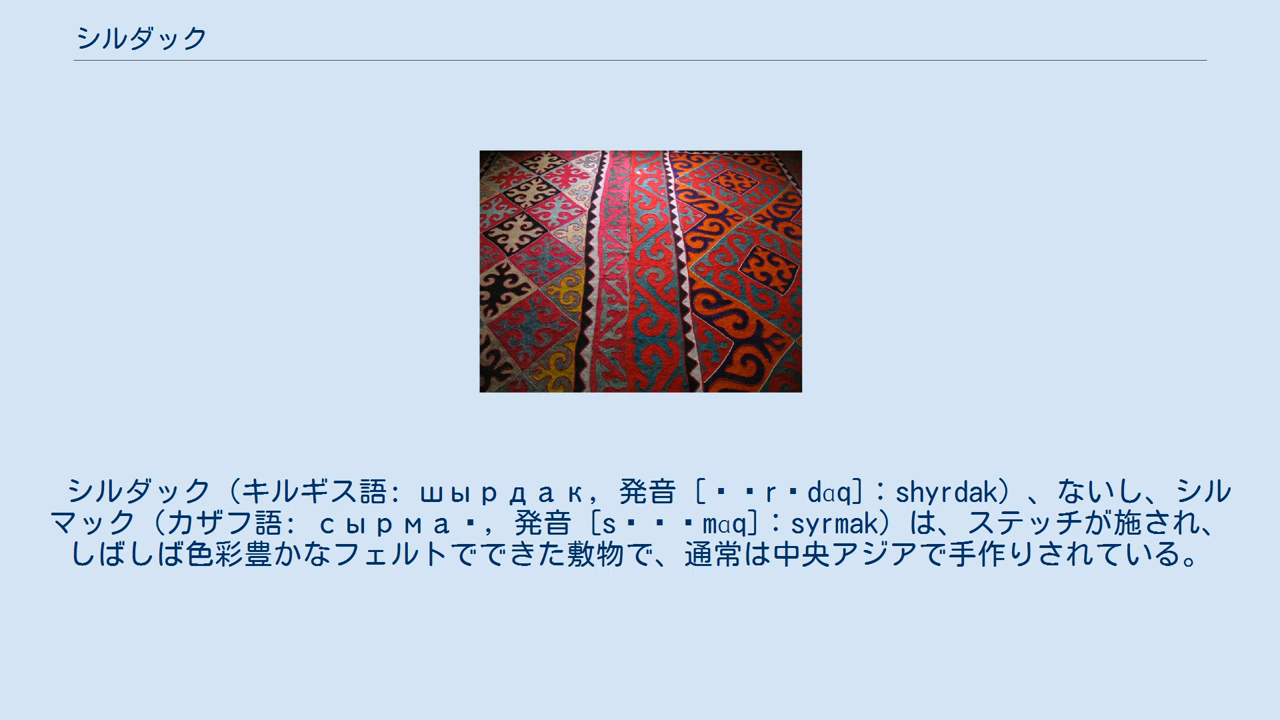 シルダック
シルダック（キルギス語: шырдак, 発音 [▪▪r▪dɑq]：shyrdak）、ないし、シル
マック（カザフ語: сырма▪, 発音 [s▪▪▪mɑq]：syrmak）は、ステッチが施され、
しばしば色彩豊かなフェルトでできた敷物で、通常は中央アジアで手作りされている。